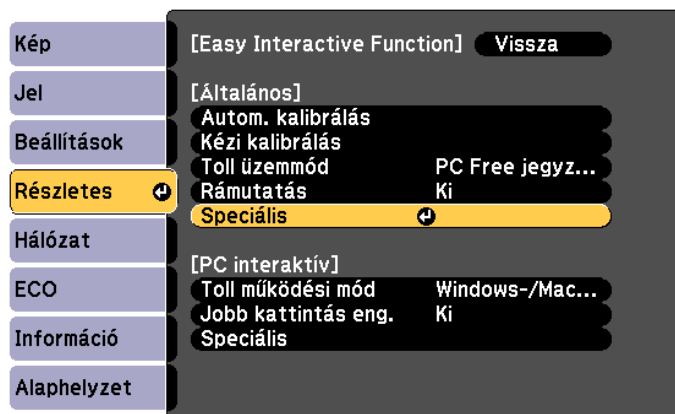 Kép
Jel
Beállítások
Részletes
Hálózat
ECO
Információ
Alaphelyzet
[Easy Interactive Function] Vissza
[Általános]
Autom. kalibrálás
Kézi kalibrálás
Toll üzemmód PC Free jegyz...
Rámutatás Ki
Speciális
[PC interaktív]
Toll működési mód Windows-/Mac...
Jobb kattintás eng. Ki
Speciális